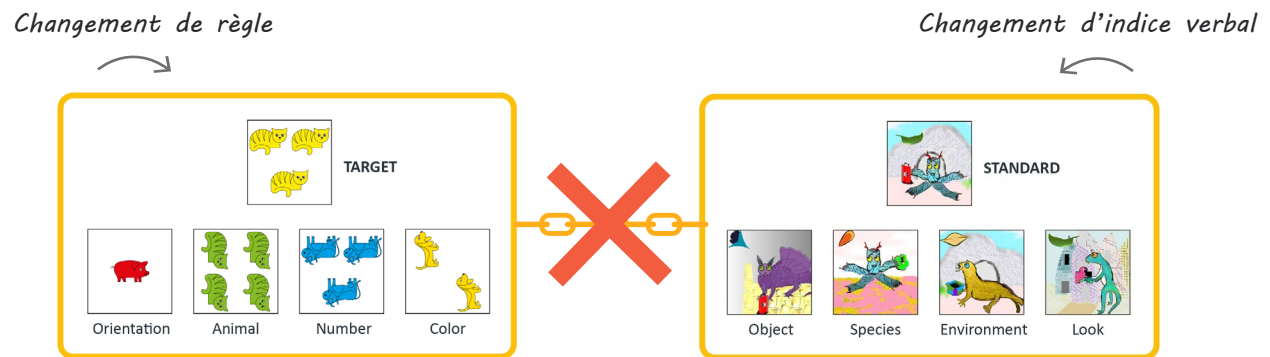 Changement de règle
Changement d'indice verbal
TARGET
Orientation
Animal
Number
Color
STANDARD
Object
Species
Environment
Look